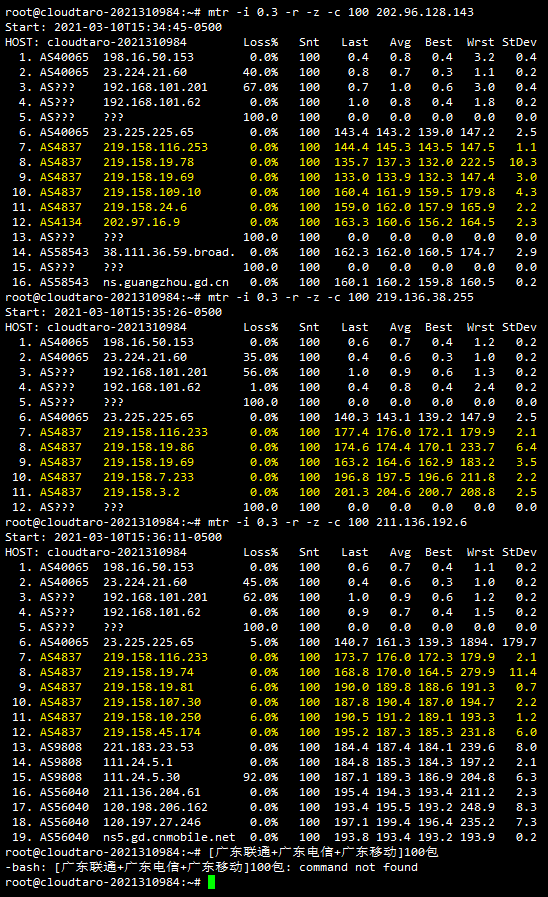 root@cloudtaro-2021310984:~# mtr -i 0.3 -r -z -c 100 202.96.128.143
Start: 2021-03-10T15:34:45-0500
HOST: cloudtaro-2021310984 Loss% Snt Last Avg Best Wrst StDev
1. AS40065 198.16.50.153 0.0% 100 0.4 0.8 0.4 3.2 0.4
2. AS40065 23.224.21.60 40.0% 100 0.8 0.7 0.3 1.1 0.2
3. AS??? 192.168.101.201 67.0% 100 0.7 1.0 0.6 3.0 0.4
4. AS??? 192.168.101.62 0.0% 100 1.0 0.8 0.4 1.8 0.2
5. AS??? ??? 100.0 100 0.0 0.0 0.0 0.0 0.0
6. AS40065 23.225.225.65 0.0% 100 143.4 143.2 139.0 147.2 2.5
7. AS4837 219.158.116.253 0.0% 100 144.4 145.3 143.5 147.5 1.1
8. AS4837 219.158.19.78 0.0% 100 135.7 137.3 132.0 222.5 10.3
9. AS4837 219.158.19.69 0.0% 100 133.0 133.9 132.3 147.4 3.0
10. AS4837 219.158.109.10 0.0% 100 160.4 161.9 159.5 179.8 4.3
11. AS4837 219.158.24.6 0.0% 100 159.0 162.0 157.9 165.9 2.2
12. AS4134 202.97.16.9 0.0% 100 163.3 160.6 156.2 164.5 2.3
13. AS??? ??? 100.0 100 0.0 0.0 0.0 0.0 0.0
14. AS58543 38.111.36.59.broad. 0.0% 100 162.3 162.0 160.5 174.7 2.9
15. AS??? ??? 100.0 100 0.0 0.0 0.0 0.0 0.0
16. AS58543 ns.guangzhou.gd.cn 0.0% 100 160.1 160.2 159.8 160.5 0.2
root@cloudtaro-2021310984:~# mtr -i 0.3 -r -z -c 100 219.136.38.255
Start: 2021-03-10T15:35:26-0500
HOST: cloudtaro-2021310984 Loss% Snt Last Avg Best Wrst StDev
1. AS40065 198.16.50.153 0.0% 100 0.6 0.7 0.4 1.2 0.2
2. AS40065 23.224.21.60 35.0% 100 0.4 0.6 0.3 1.0 0.2
3. AS??? 192.168.101.201 56.0% 100 1.0 0.9 0.6 1.3 0.2
4. AS??? 192.168.101.62 1.0% 100 0.4 0.8 0.4 2.4 0.2
5. AS??? ??? 100.0 100 0.0 0.0 0.0 0.0 0.0
6. AS40065 23.225.225.65 0.0% 100 140.3 143.1 139.2 147.9 2.5
7. AS4837 219.158.116.233 0.0% 100 177.4 176.0 172.1 179.9 2.1
8. AS4837 219.158.19.86 0.0% 100 174.6 174.4 170.1 233.7 6.4
9. AS4837 219.158.19.69 0.0% 100 163.2 164.6 162.9 183.2 3.5
10. AS4837 219.158.7.233 0.0% 100 196.8 197.5 196.6 211.8 2.2
11. AS4837 219.158.3.2 0.0% 100 201.3 204.6 200.7 208.8 2.5
12. AS??? ??? 100.0 100 0.0 0.0 0.0 0.0 0.0
root@cloudtaro-2021310984:~# mtr -i 0.3 -r -z -c 100 211.136.192.6
Start: 2021-03-10T15:36:11-0500
HOST: cloudtaro-2021310984 Loss% Snt Last Avg Best Wrst StDev
1. AS40065 198.16.50.153 0.0% 100 0.6 0.7 0.4 1.1 0.2
2. AS40065 23.224.21.60 45.0% 100 0.4 0.6 0.3 1.0 0.2
3. AS??? 192.168.101.201 62.0% 100 1.0 0.9 0.6 1.2 0.2
4. AS??? 192.168.101.62 0.0% 100 0.9 0.7 0.4 1.5 0.2
5. AS??? ??? 100.0 100 0.0 0.0 0.0 0.0 0.0
6. AS40065 23.225.225.65 5.0% 100 140.7 161.3 139.3 1894. 179.7
7. AS4837 219.158.116.233 0.0% 100 173.7 176.0 172.3 179.9 2.1
8. AS4837 219.158.19.74 0.0% 100 168.8 170.0 164.5 279.9 11.4
9. AS4837 219.158.19.81 6.0% 100 190.0 189.8 188.6 191.3 0.7
10. AS4837 219.158.107.30 0.0% 100 187.8 190.4 187.0 194.7 2.2
11. AS4837 219.158.10.250 6.0% 100 190.5 191.2 189.1 193.3 1.2
12. AS4837 219.158.45.174 0.0% 100 195.2 187.3 185.3 231.8 6.0
13. AS9808 221.183.23.53 0.0% 100 184.4 187.4 184.1 239.6 8.0
14. AS9808 111.24.5.1 0.0% 100 184.8 185.3 184.3 197.2 2.1
15. AS9808 111.24.5.30 92.0% 100 187.1 189.3 186.9 204.8 6.3
16. AS56040 211.136.204.61 0.0% 100 195.4 194.3 193.4 211.2 2.3
17. AS56040 120.198.206.162 0.0% 100 193.4 195.5 193.2 248.9 8.3
18. AS56040 120.197.27.246 0.0% 100 197.1 199.4 196.4 235.2 7.3
19. AS56040 ns5.gd.cnmobile.net 0.0% 100 193.8 193.4 193.2 193.9 0.2
root@cloudtaro-2021310984:~# [广东联通+广东电信+广东移动]100包
-bash: [广东联通+广东电信+广东移动]100包: command not found
root@cloudtaro-2021310984:~#